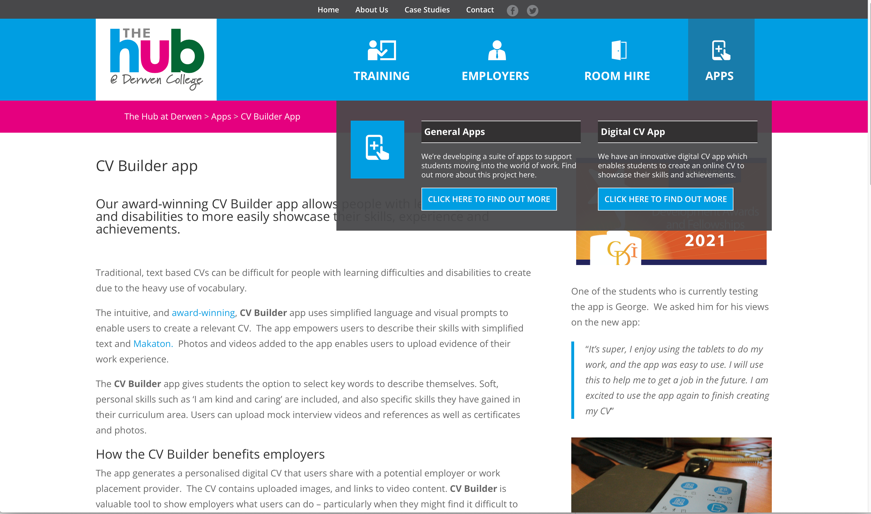 Home About Us Case Studies Contact
THE
hub
@ Derwen College
TRAINING EMPLOYERS ROOM HIRE APPS
The Hub at Derwen > Apps > CV Builder App
General Apps
We're developing a suite of apps to support
students moving into the world of work. Find
out more about this project here.
CLICK HERE TO FIND OUT MORE
Digital CV App
We have an innovative digital CV app which
enables students to create an online CV to
showcase their skills and achievements.
CLICK HERE TO FIND OUT MORE
CV Builder app
Our award-winning CV Builder app allows people with
and disabilities to more easily showcase their skills, experience and
achievements.
Traditional, text based CVs can be difficult for people with learning difficulties and disabilities to create
due to the heavy use of vocabulary.
The intuitive, and award-winning, CV Builder app uses simplified language and visual prompts to
enable users to create a relevant CV. The app empowers users to describe their skills with simplified
text and Makaton. Photos and videos added to the app enables users to upload evidence of their
work experience.
The CV Builder app gives students the option to select key words to describe themselves. Soft,
personal skills such as ‘I am kind and caring’ are included, and also specific skills they have gained in
their curriculum area. Users can upload mock interview videos and references as well as certificates
and photos.
How the CV Builder benefits employers
The app generates a personalised digital CV that users share with a potential employer or work
placement provider. The CV contains uploaded images, and links to video content. CV Builder is
valuable tool to show employers what users can do – particularly when they might find it difficult to
2021
One of the students who is currently testing
the app is George. We asked him for his views
on the new app:
“It’s super, I enjoy using the tablets to do my
work, and the app was easy to use. I will use
this to help me to get a job in the future. I am
excited to use the app again to finish creating
my CV”